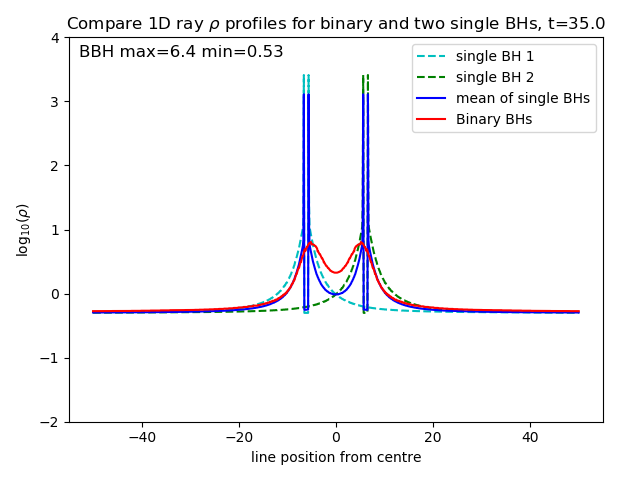 Compare 1D ray ρ profiles for binary and two single BHs, t=35.0
BBH max=6.4 min=0.53
single BH 1
single BH 2
mean of single BHs
Binary BHs
4
3
2
1
0
−1
−2
log₁₀(ρ)
−40
−20
0
20
40
line position from centre